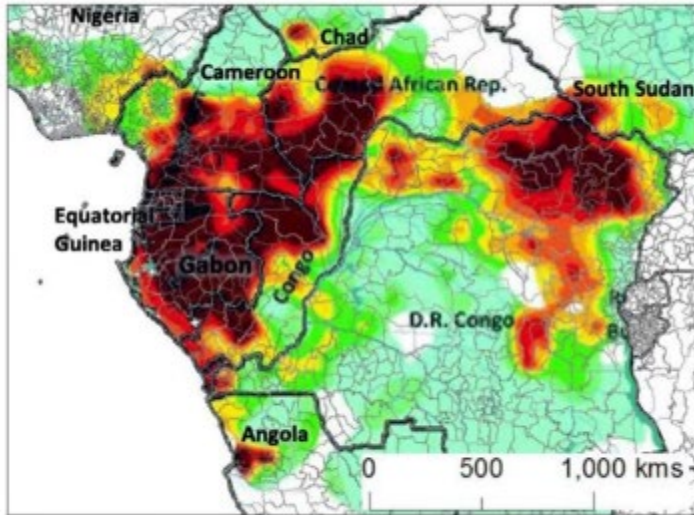 Nigeria
Chad
Cameroon
African Rep.
South Sudan
Equatorial
Guinea
Gabon
Congo
D.R. Congo
Angola
0 500 1,000 kms